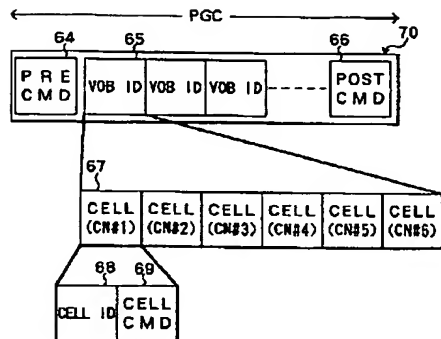 PGC
64 65 66 70
PRE CMD VOB ID VOB ID VOB ID POST CMD
67
CELL (CN#1) CELL (CN#2) CELL (CN#3) CELL (CN#4) CELL (CN#5) CELL (CN#6)
68 69
CELL ID CELL CMD